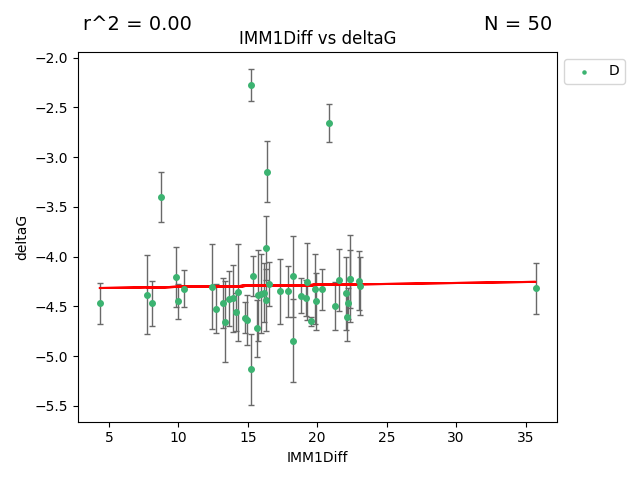 r^2 = 0.00
N = 50
IMM1Diff vs deltaG
D
deltaG
−2.0
−2.5
−3.0
−3.5
−4.0
−4.5
−5.0
−5.5
5 10 15 20 25 30 35
IMM1Diff